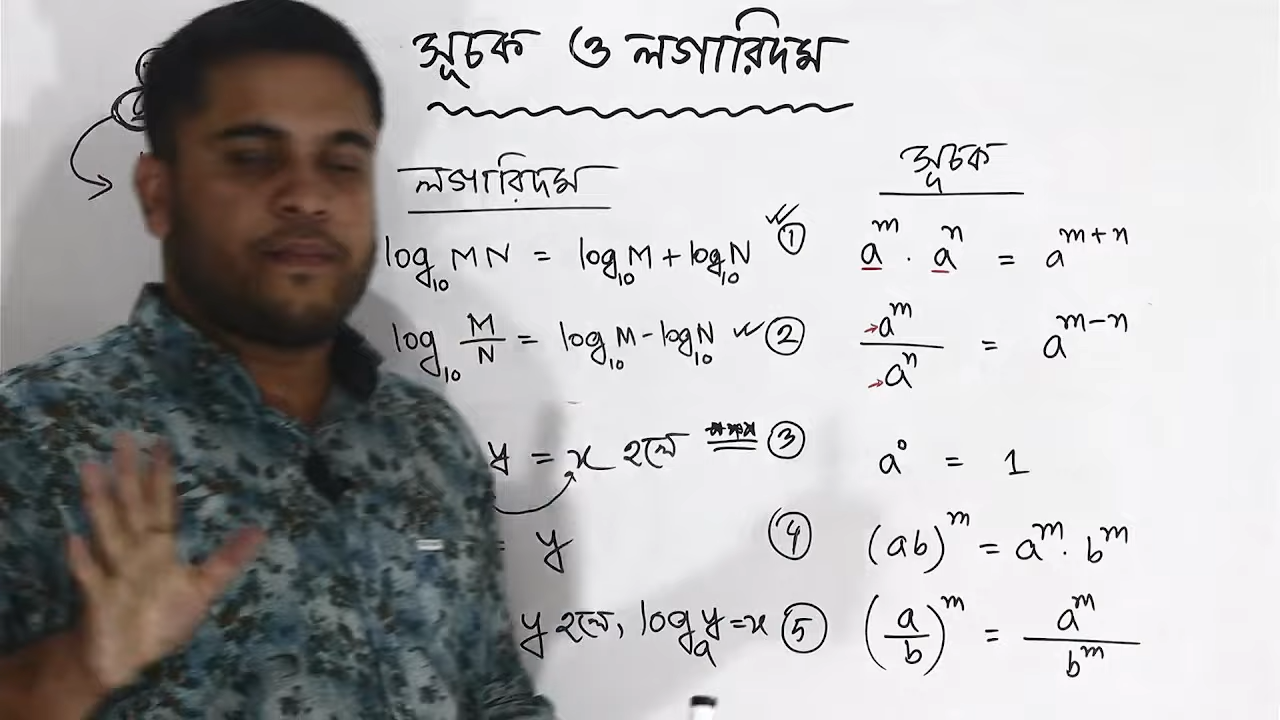 সূচক ও লগারিদম
লগারিদম
log₁₀ MN = log₁₀ M + log₁₀ N
log₁₀ M/N = log₁₀ M - log₁₀ N
y = x হলে
= y
y হলে, logₐ y = x
সূচক
① aᵐ · aⁿ = aᵐ⁺ⁿ
② aᵐ/aⁿ = aᵐ⁻ⁿ
③ a⁰ = 1
④ (ab)ᵐ = aᵐ · bᵐ
⑤ (a/b)ᵐ = aᵐ/bᵐ